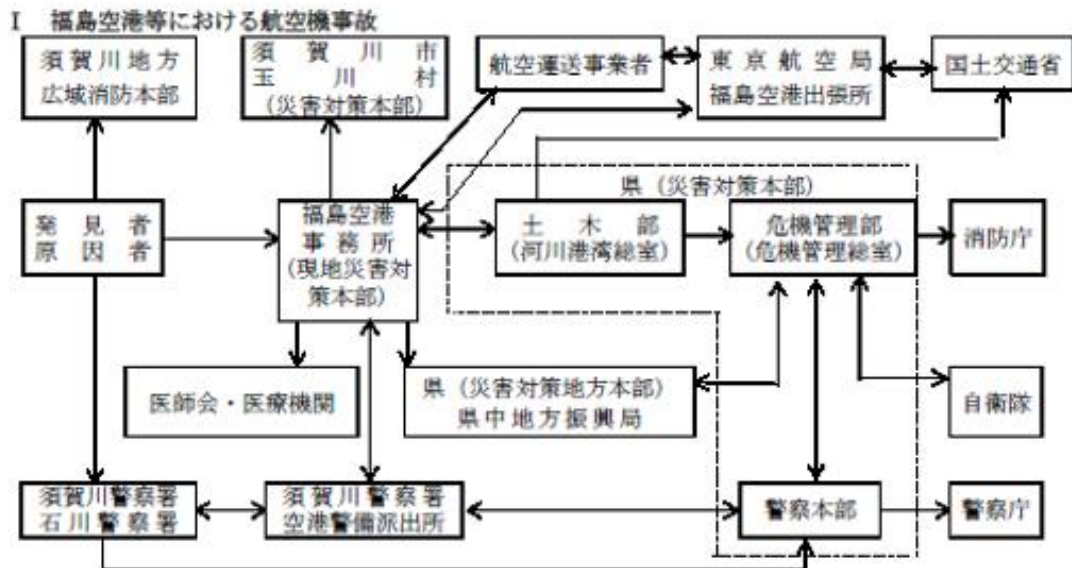 I 福島空港等における航空機事故
須賀川地方
広域消防本部
須賀川市
玉川村
(災害対策本部)
航空運送事業者
東京航空局
福島空港出張所
国土交通省
県(災害対策本部)
発見者
原因者
福島空港
事務所
(現地災害対
策本部)
土木部
(河川港湾総室)
危機管理部
(危機管理総室)
消防庁
医師会・医療機関
県(災害対策地方本部)
県中地方振興局
自衛隊
須賀川警察署
石川警察署
須賀川警察署
空港警備派出所
警察本部
警察庁